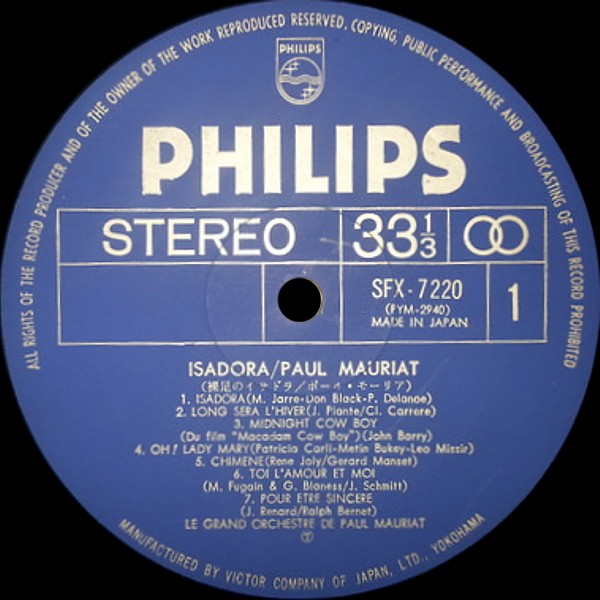 ALL RIGHTS OF THE RECORD PRODUCER AND OF THE OWNER OF THE WORK REPRODUCED RESERVED. COPYING, PUBLIC PERFORMANCE AND BROADCASTING OF THIS RECORD PROHIBITED
PHILIPS
PHILIPS
STEREO 33 1/3
SFX-7220 1
(FYM-2940)
MADE IN JAPAN
ISADORA/PAUL MAURIAT
(裸足のイサドラ/ポール・モーリア)
1. ISADORA(M. Jarre-Don Black-P. Delanoe)
2. LONG SERA L'HIVER(J. Plante/Cl. Carrere)
3. MIDNIGHT COW BOY
(Du film "Macadam Cow Boy")(John Barry)
4. OH! LADY MARY(Patricia Carli-Metin Bukey-Leo Missir)
5. CHIMENE(Rene Joly/Gerard Manset)
6. TOI L'AMOUR ET MOI
(M. Fugain & G. Blaness/J. Schmitt)
7. POUR ETRE SINCERE
(J. Renard/Ralph Bernet)
LE GRAND ORCHESTRE DE PAUL MAURIAT
MANUFACTURED BY VICTOR COMPANY OF JAPAN, LTD., YOKOHAMA